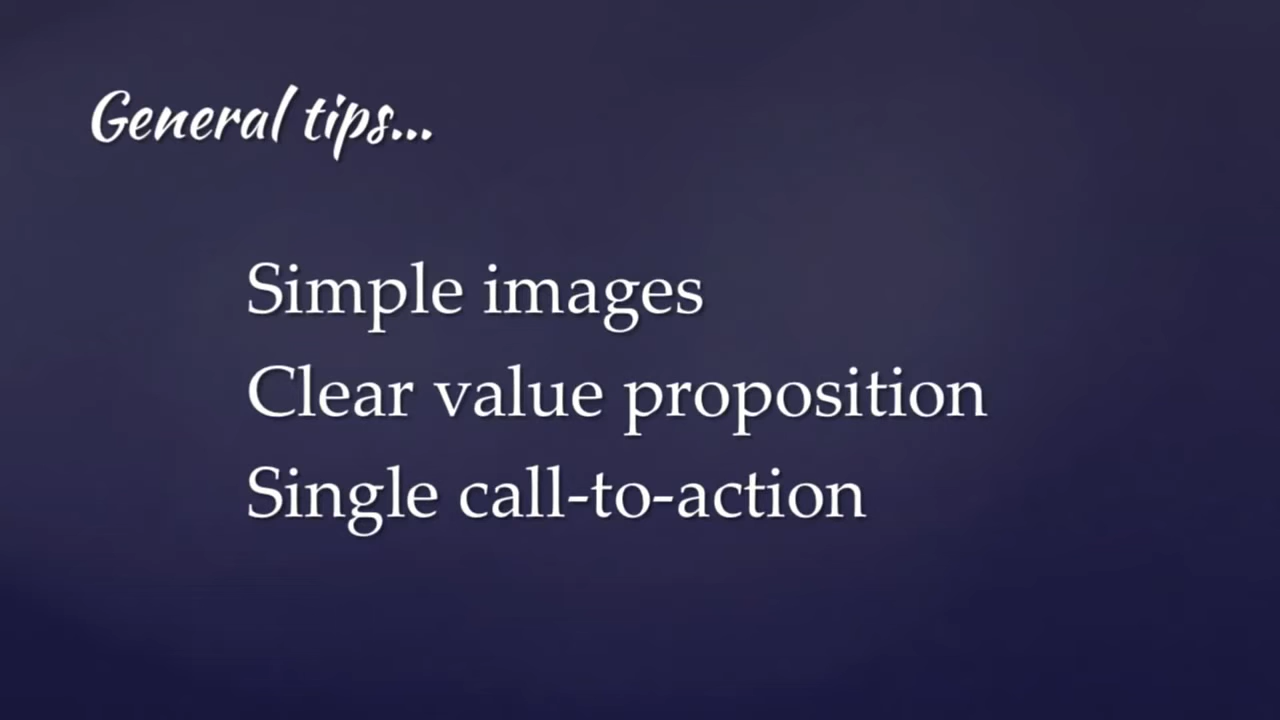 General tips...
Simple images
Clear value proposition
Single call-to-action